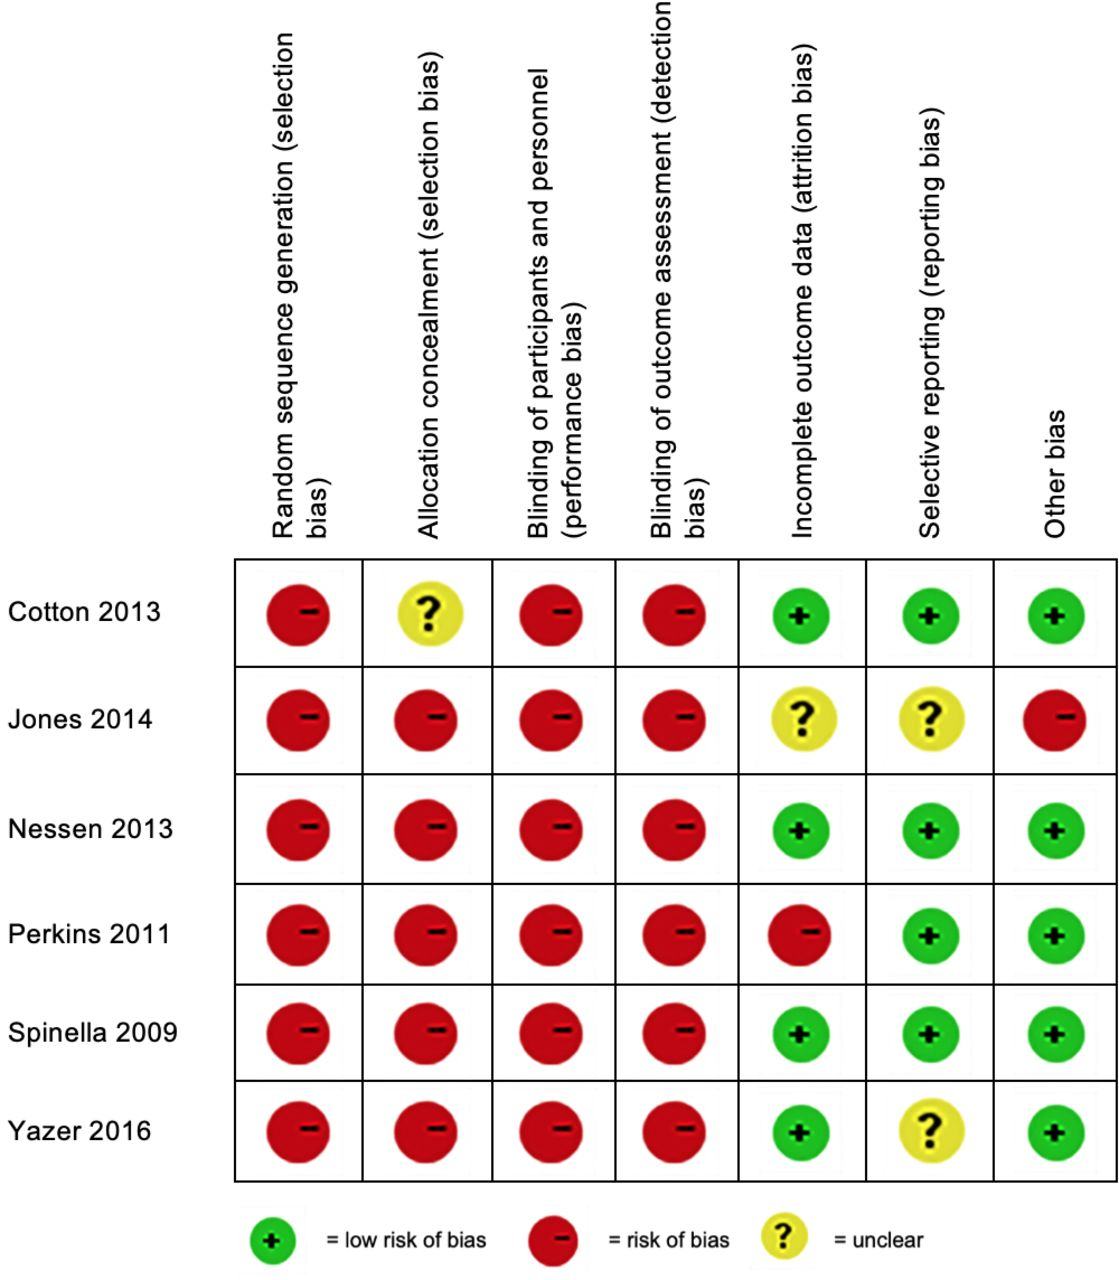 Random sequence generation (selection
bias)
Allocation concealment (selection bias)
Blinding of participants and personnel
(performance bias)
Blinding of outcome assessment (detection
bias)
Incomplete outcome data (attrition bias)
Selective reporting (reporting bias)
Other bias
Cotton 2013 - ? - - + + +
Jones 2014 - - - - ? ? -
Nessen 2013 - - - - + + +
Perkins 2011 - - - - - + +
Spinella 2009 - - - - + + +
Yazer 2016 - - - - + ? +
+ = low risk of bias - = risk of bias ? = unclear